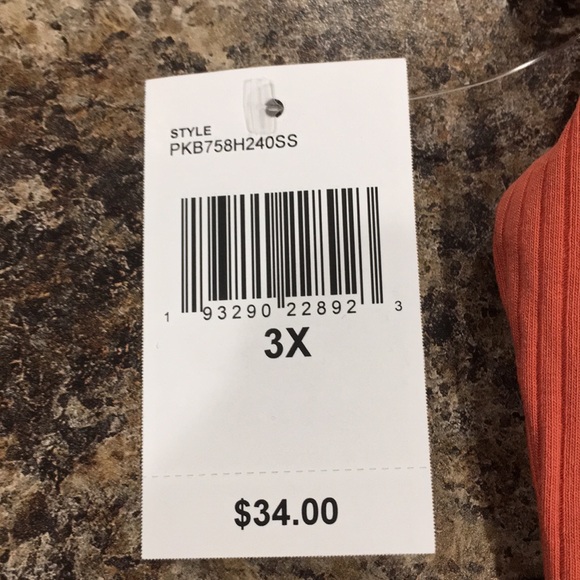 STYLE
PKB758H240SS
1 93290 22892 3
3X
$34.00